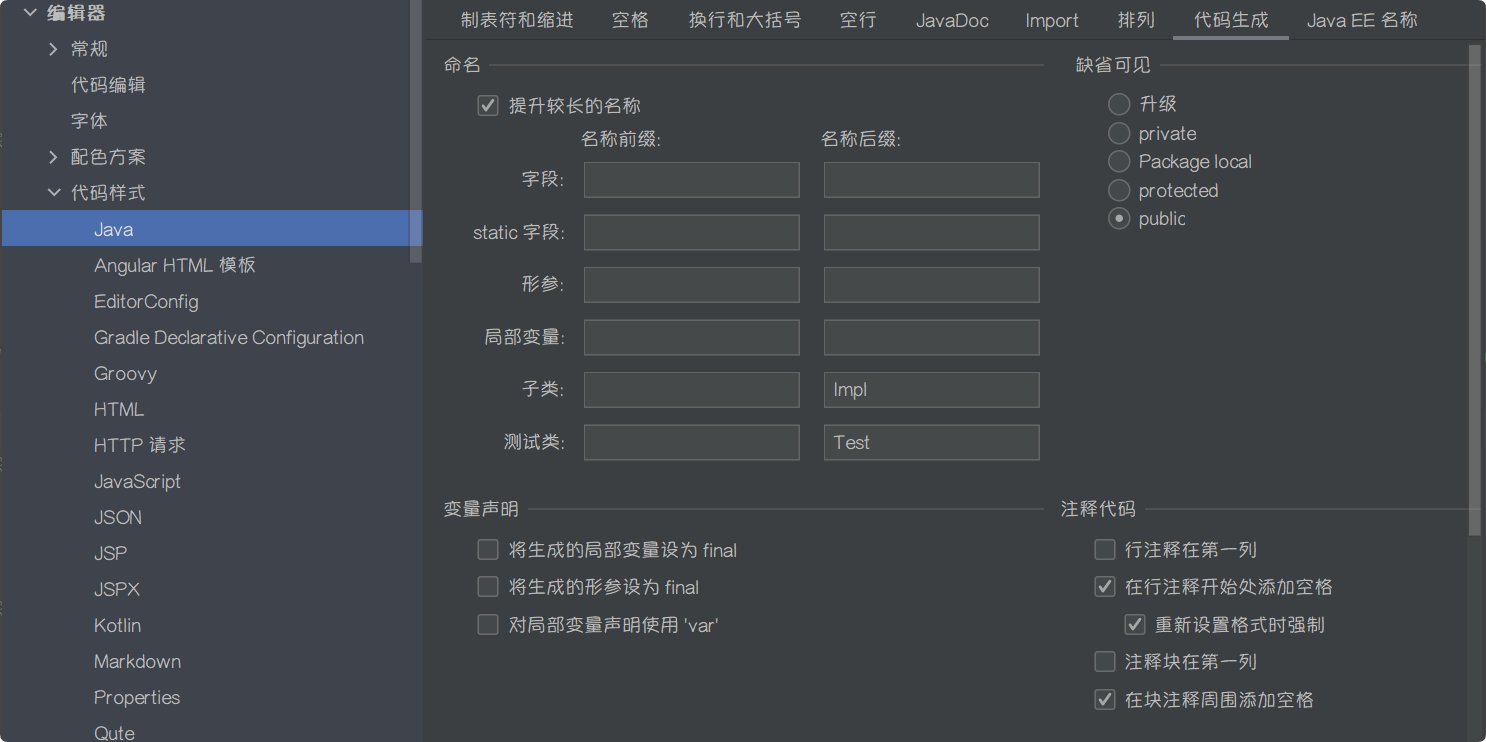 编辑器
常规
代码编辑
字体
配色方案
代码样式
Java
Angular HTML 模板
EditorConfig
Gradle Declarative Configuration
Groovy
HTML
HTTP 请求
JavaScript
JSON
JSP
JSPX
Kotlin
Markdown
Properties
Qute
制表符和缩进 空格 换行和大括号 空行 JavaDoc Import 排列 代码生成 Java EE 名称
命名
提升较长的名称
名称前缀: 名称后缀:
字段:
static 字段:
形参:
局部变量:
子类: Impl
测试类: Test
缺省可见
升级
private
Package local
protected
public
变量声明
将生成的局部变量设为 final
将生成的形参设为 final
对局部变量声明使用 'var'
注释代码
行注释在第一列
在行注释开始处添加空格
重新设置格式时强制
注释块在第一列
在块注释周围添加空格